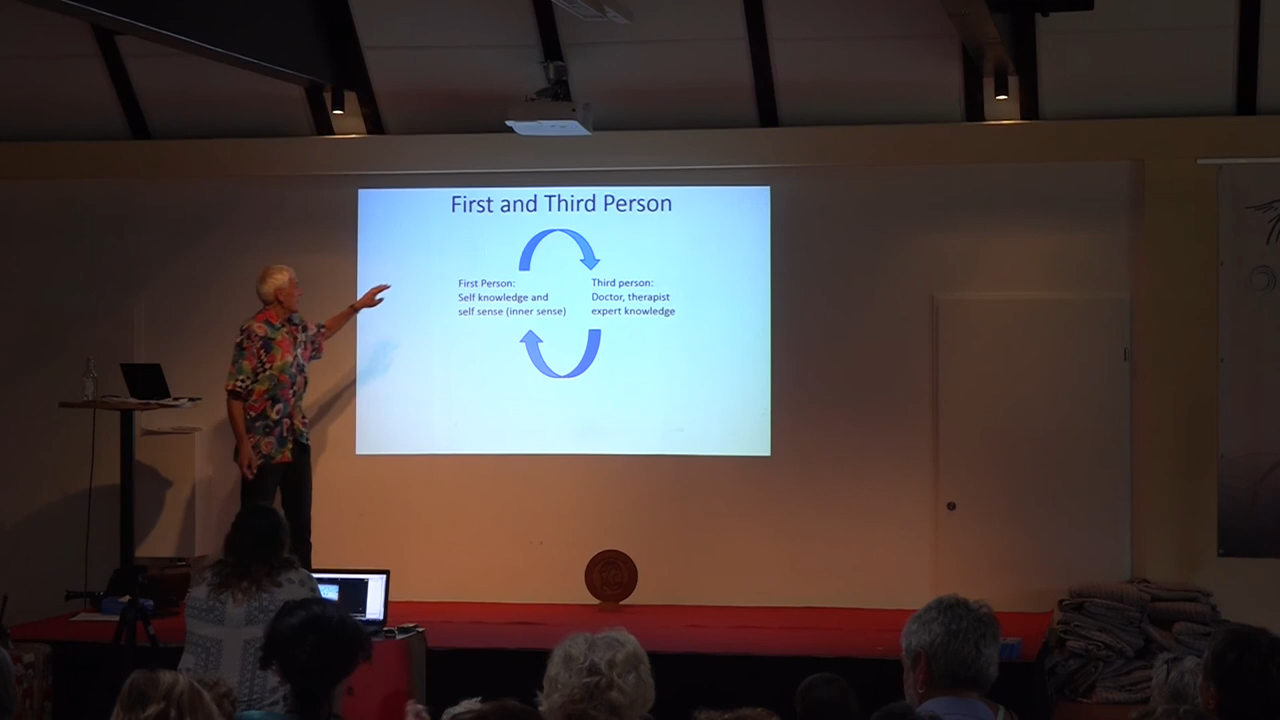 First and Third Person
First Person:
Self knowledge and
self sense (inner sense)
Third person:
Doctor, therapist
expert knowledge